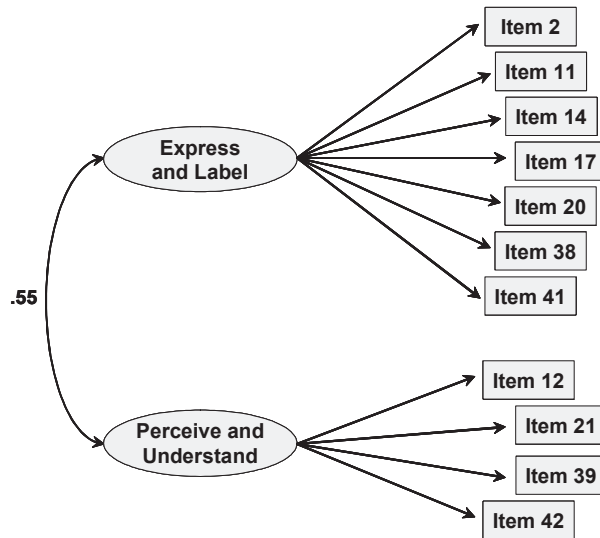 Item 2
Item 11
Express
and Label
Item 14
Item 17
Item 20
Item 38
Item 41
.55
Item 12
Perceive and
Understand
Item 21
Item 39
Item 42